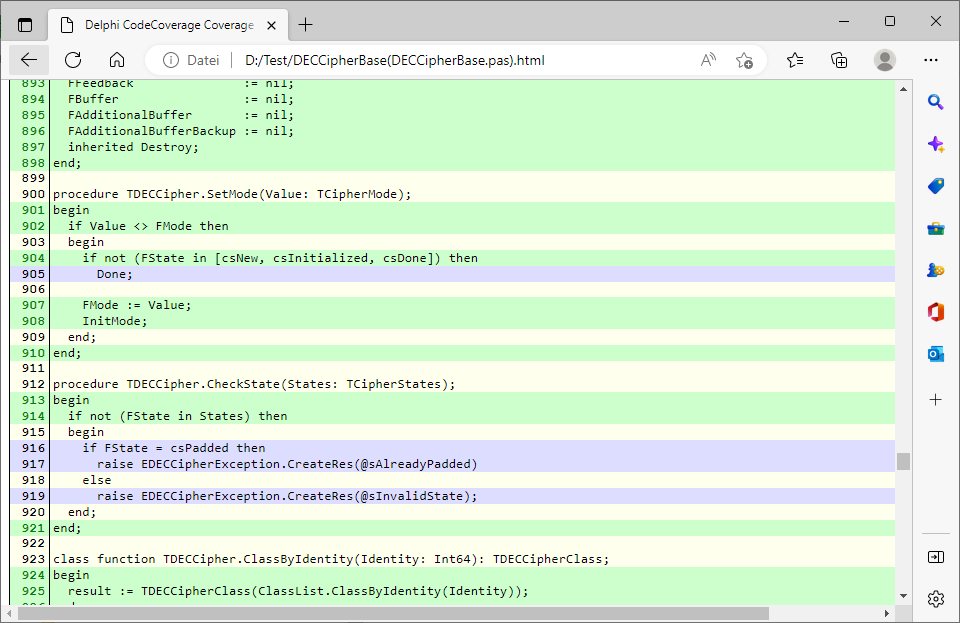 Delphi CodeCoverage Coverage
Datei D:/Test/DECCipherBase(DECCipherBase.pas).html
893   FFeedback               := nil;
894   FBuffer                 := nil;
895   FAdditionalBuffer       := nil;
896   FAdditionalBufferBackup := nil;
897   inherited Destroy;
898 end;
899
900 procedure TDECCipher.SetMode(Value: TCipherMode);
901 begin
902   if Value <> FMode then
903   begin
904     if not (FState in [csNew, csInitialized, csDone]) then
905       Done;
906
907     FMode := Value;
908     InitMode;
909   end;
910 end;
911
912 procedure TDECCipher.CheckState(States: TCipherStates);
913 begin
914   if not (FState in States) then
915   begin
916     if FState = csPadded then
917       raise EDECCipherException.CreateRes(@sAlreadyPadded)
918     else
919       raise EDECCipherException.CreateRes(@sInvalidState);
920   end;
921 end;
922
923 class function TDECCipher.ClassByIdentity(Identity: Int64): TDECCipherClass;
924 begin
925   result := TDECCipherClass(ClassList.ClassByIdentity(Identity));